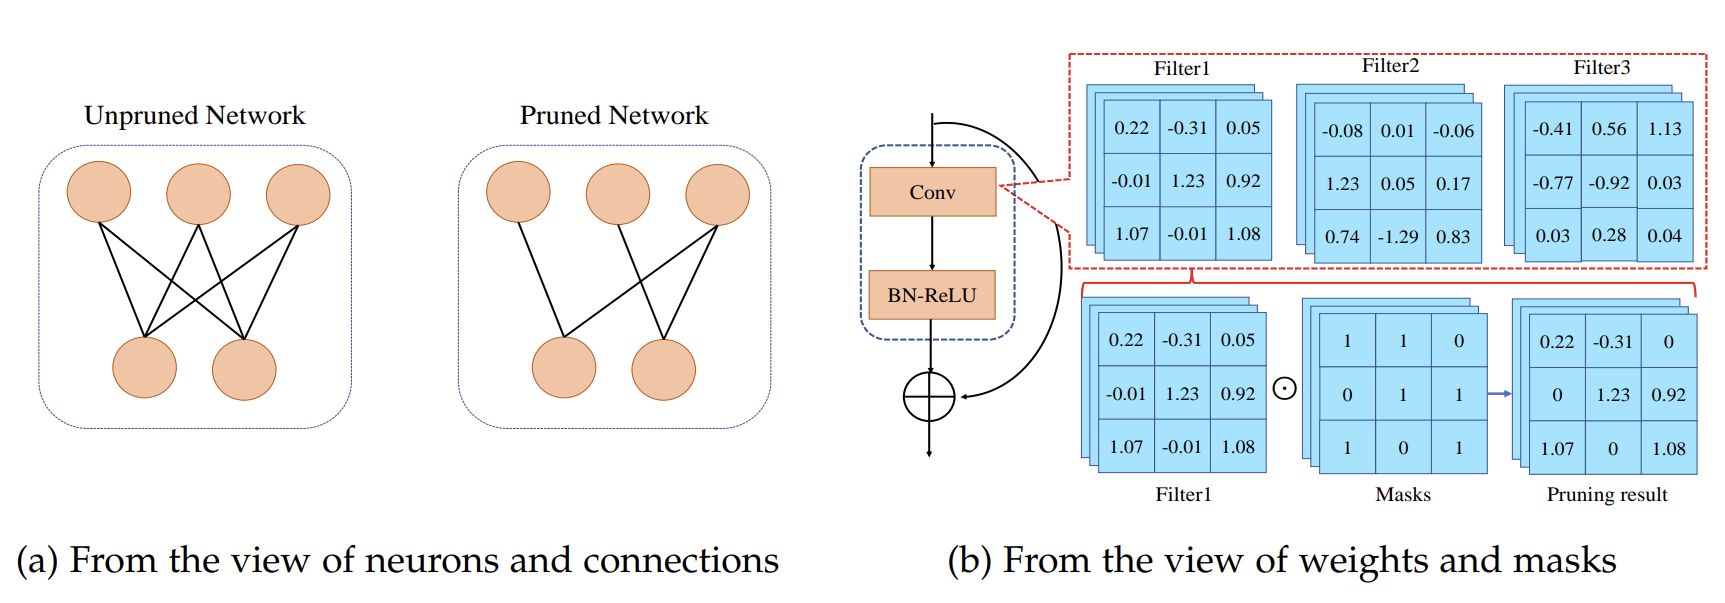 Unpruned Network
Pruned Network
(a) From the view of neurons and connections
Conv
BN-ReLU
Filter1
0.22 -0.31 0.05
-0.01 1.23 0.92
1.07 -0.01 1.08
Filter2
-0.08 0.01 -0.06
1.23 0.05 0.17
0.74 -1.29 0.83
Filter3
-0.41 0.56 1.13
-0.77 -0.92 0.03
0.03 0.28 0.04
0.22 -0.31 0.05
-0.01 1.23 0.92
1.07 -0.01 1.08
Filter1
⊙
1 1 0
0 1 1
1 0 1
Masks
0.22 -0.31 0
0 1.23 0.92
1.07 0 1.08
Pruning result
(b) From the view of weights and masks